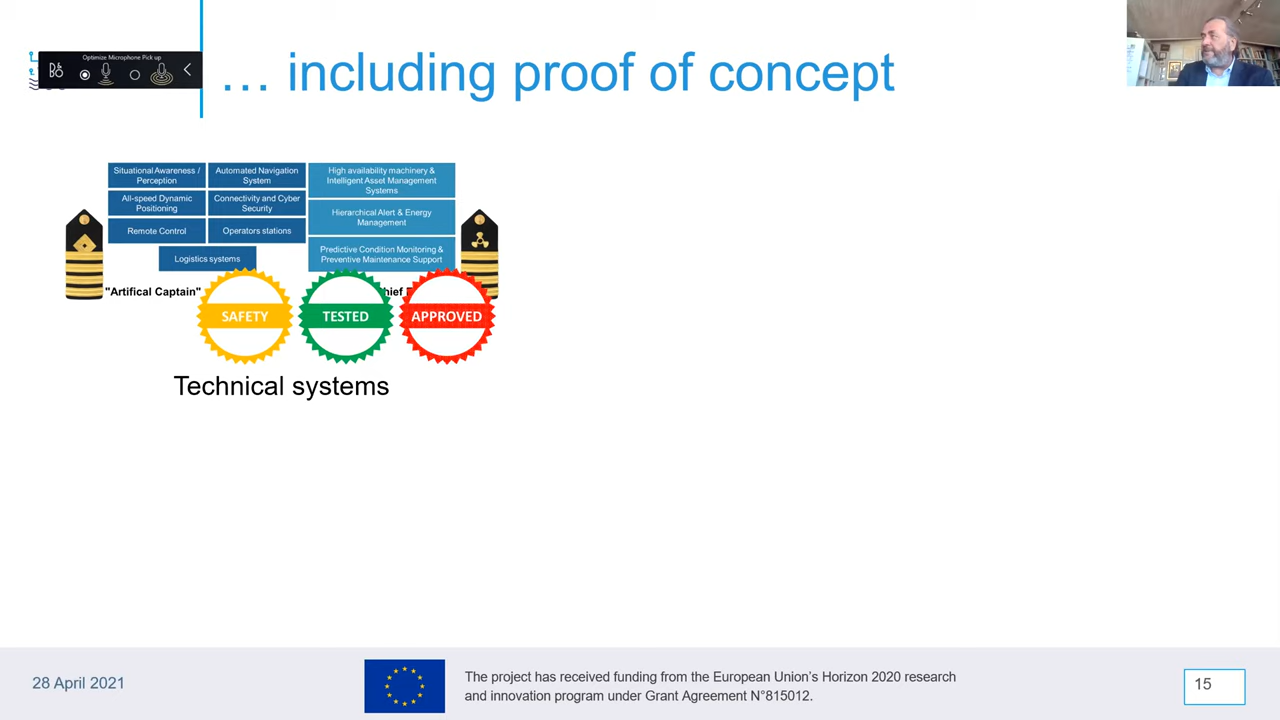 Optimize Microphone Pick up
… including proof of concept
Situational Awareness /
Perception
Automated Navigation
System
High availability machinery &
Intelligent Asset Management
Systems
All-speed Dynamic
Positioning
Connectivity and Cyber
Security
Hierarchical Alert & Energy
Management
Remote Control
Operators stations
Predictive Condition Monitoring &
Preventive Maintenance Support
Logistics systems
"Artifical Captain"
SAFETY
TESTED
APPROVED
Technical systems
28 April 2021
The project has received funding from the European Union's Horizon 2020 research
and innovation program under Grant Agreement N°815012.
15